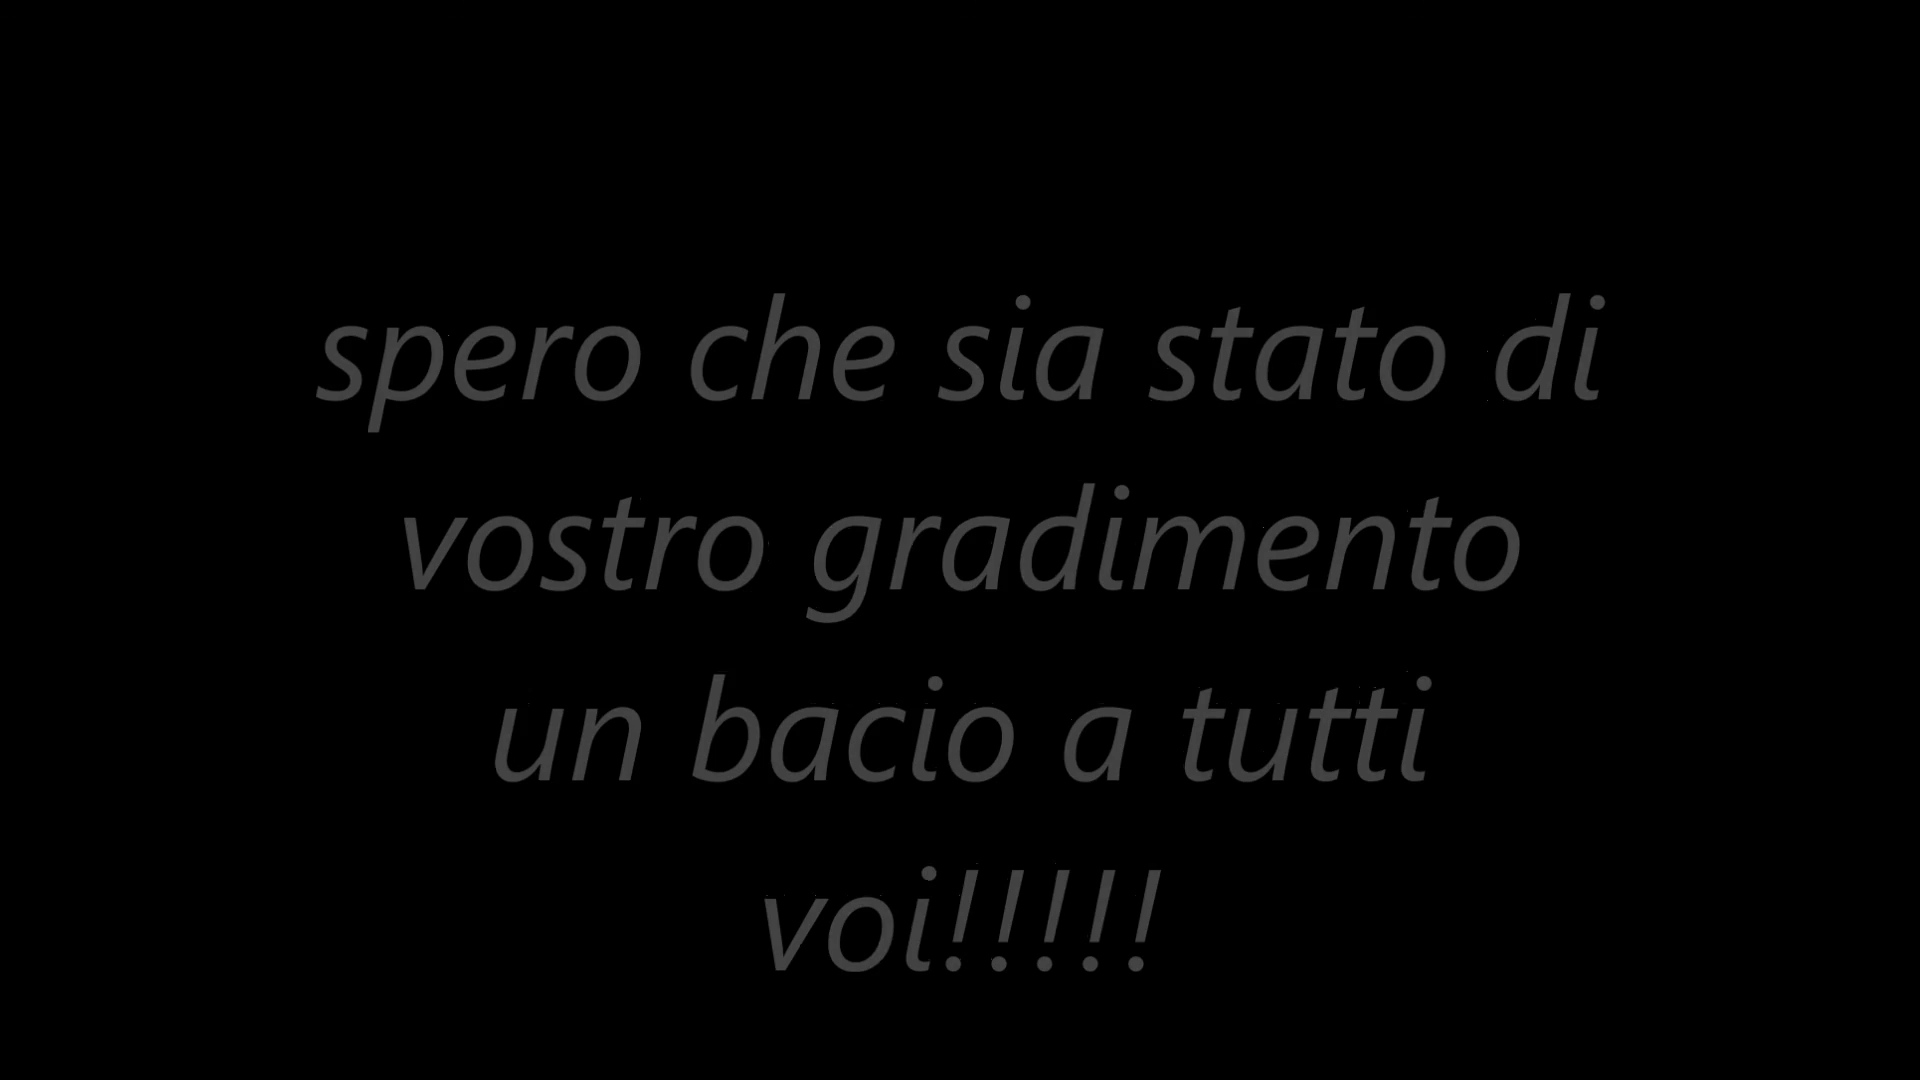 spero che sia stato di
vostro gradimento
un bacio a tutti
voi!!!!!